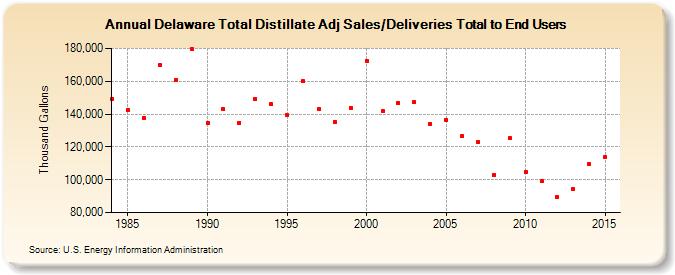 Annual Delaware Total Distillate Adj Sales/Deliveries Total to End Users
Thousand Gallons
180,000
160,000
140,000
120,000
100,000
80,000
1985 1990 1995 2000 2005 2010 2015
Source: U.S. Energy Information Administration